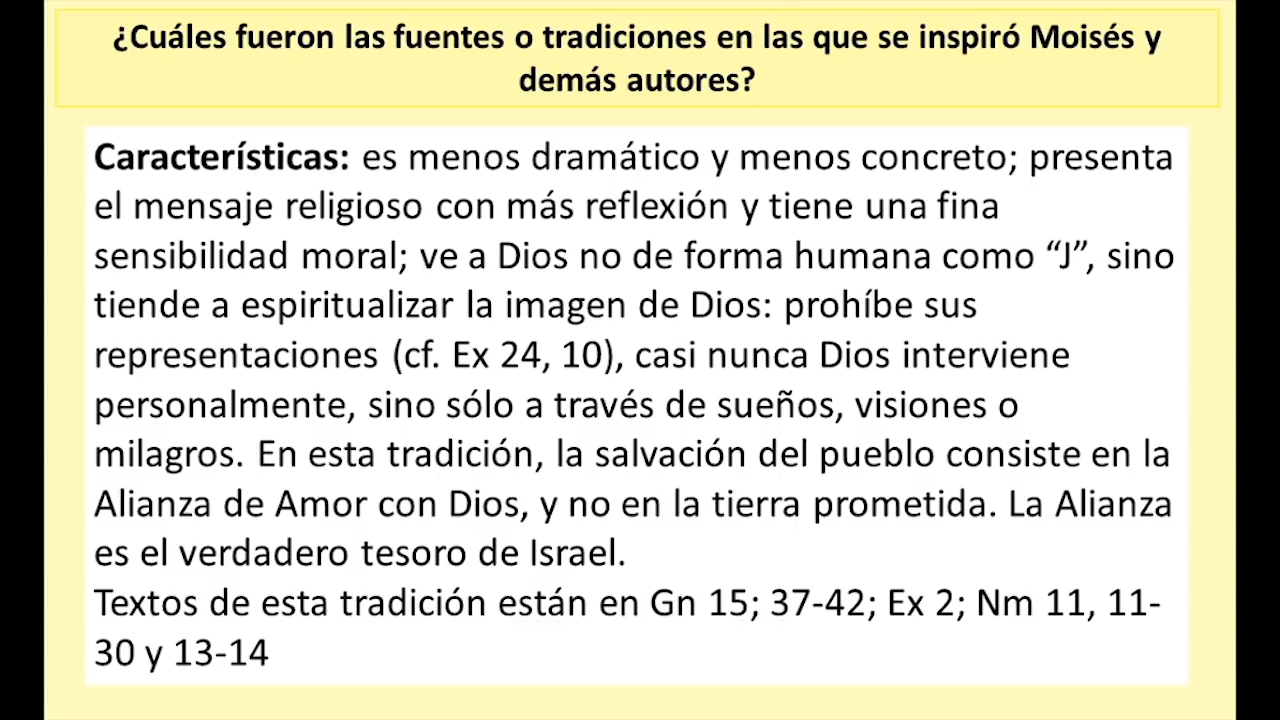 ¿Cuáles fueron las fuentes o tradiciones en las que se inspiró Moisés y
demás autores?
Características: es menos dramático y menos concreto; presenta
el mensaje religioso con más reflexión y tiene una fina
sensibilidad moral; ve a Dios no de forma humana como “J”, sino
tiende a espiritualizar la imagen de Dios: prohíbe sus
representaciones (cf. Ex 24, 10), casi nunca Dios interviene
personalmente, sino sólo a través de sueños, visiones o
milagros. En esta tradición, la salvación del pueblo consiste en la
Alianza de Amor con Dios, y no en la tierra prometida. La Alianza
es el verdadero tesoro de Israel.
Textos de esta tradición están en Gn 15; 37-42; Ex 2; Nm 11, 11-
30 y 13-14